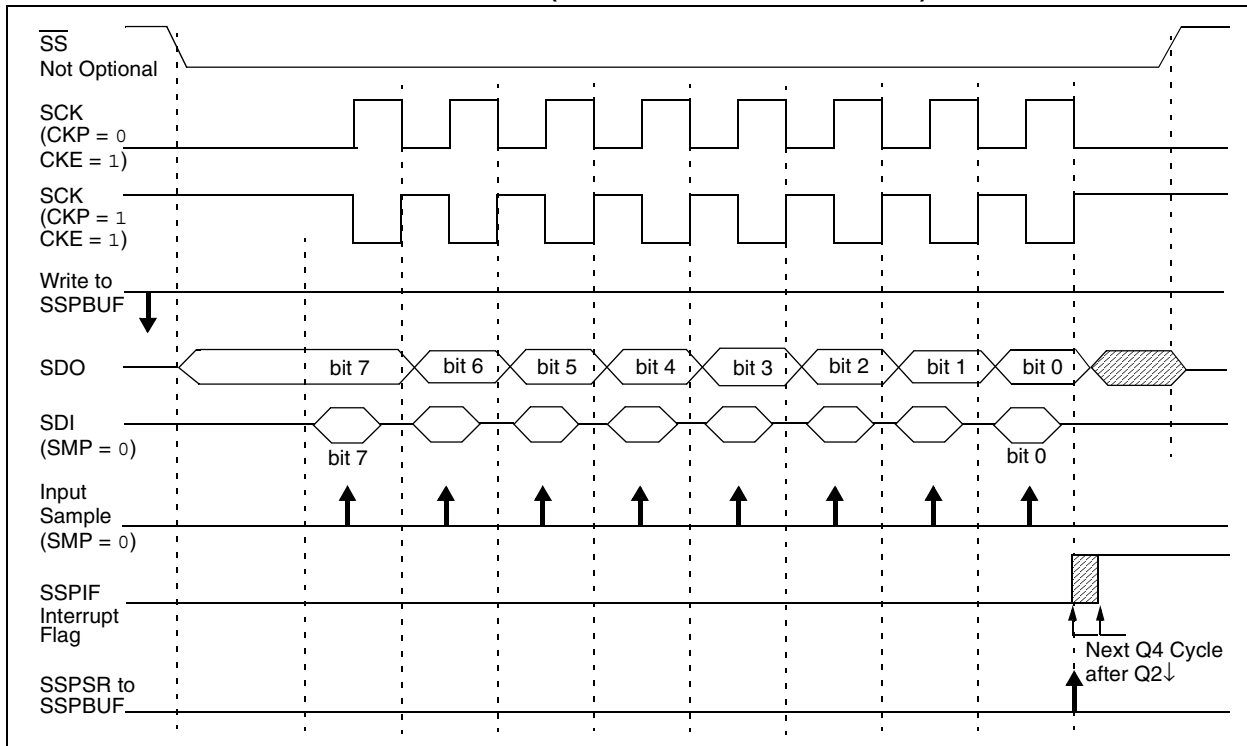 SS
Not Optional
SCK
(CKP = 0
CKE = 1)
SCK
(CKP = 1
CKE = 1)
Write to
SSPBUF
SDO
bit 7
bit 6
bit 5
bit 4
bit 3
bit 2
bit 1
bit 0
SDI
(SMP = 0)
bit 7
bit 0
Input
Sample
(SMP = 0)
SSPIF
Interrupt
Flag
Next Q4 Cycle
after Q2↓
SSPSR to
SSPBUF